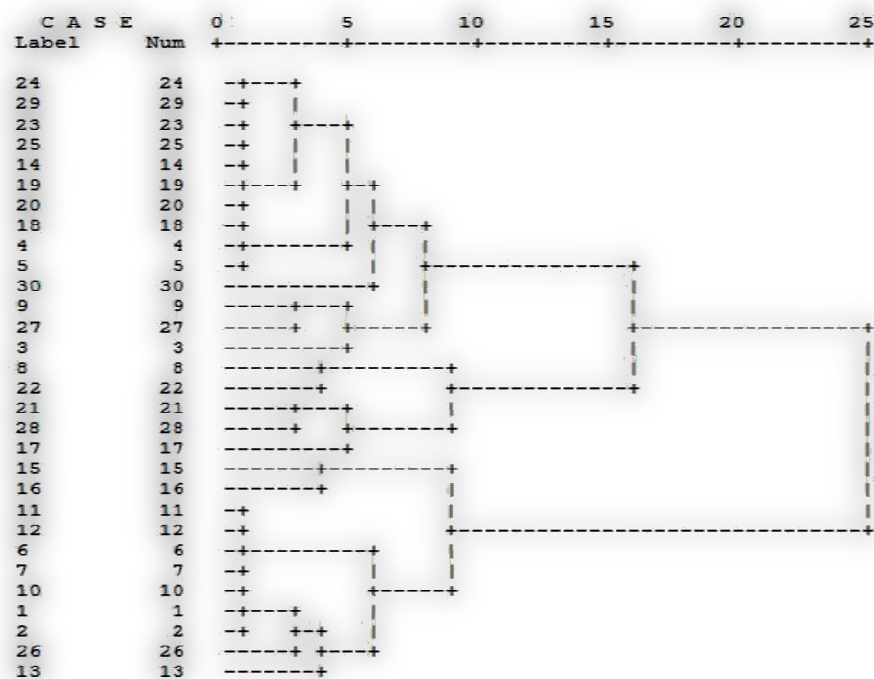 C A S E 0 5 10 15 20 25
Label Num +---------+---------+---------+---------+---------+
24 24 -+---+
29 29 -+ |
23 23 -+ +---+
25 25 -+ | |
14 14 -+ | |
19 19 -+---+ +-+
20 20 -+ | |
18 18 -+ | +---+
4 4 -+-------+ | |
5 5 -+ | +---------------+
30 30 -----------+ | |
9 9 -----+---+ | |
27 27 -----+ +-----+ +-----------------+
3 3 ---------+ | |
8 8 -------+---------+ | |
22 22 -------+ +-------------+ |
21 21 -----+---+ | |
28 28 -----+ +-------+ |
17 17 ---------+ |
15 15 -------+---------+ |
16 16 -------+ | |
11 11 -+ | |
12 12 -+ +-------------------------------+
6 6 -+---------+ |
7 7 -+ | |
10 10 -+ +-----+
1 1 -+---+ |
2 2 -+ +-+ |
26 26 -----+ +---+
13 13 -------+